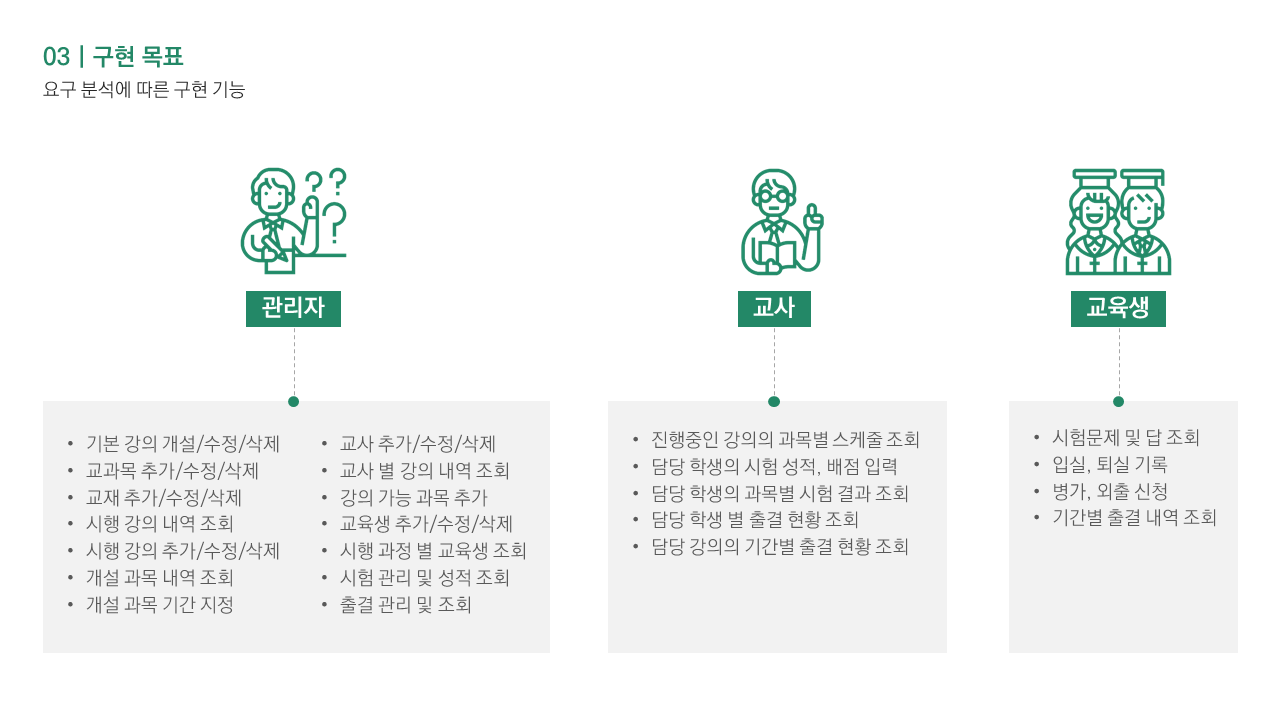 03 | 구현 목표
요구 분석에 따른 구현 기능
관리자
• 기본 강의 개설/수정/삭제
• 교과목 추가/수정/삭제
• 교재 추가/수정/삭제
• 시행 강의 내역 조회
• 시행 강의 추가/수정/삭제
• 개설 과목 내역 조회
• 개설 과목 기간 지정
• 교사 추가/수정/삭제
• 교사 별 강의 내역 조회
• 강의 가능 과목 추가
• 교육생 추가/수정/삭제
• 시행 과정 별 교육생 조회
• 시험 관리 및 성적 조회
• 출결 관리 및 조회
교사
• 진행중인 강의의 과목별 스케줄 조회
• 담당 학생의 시험 성적, 배점 입력
• 담당 학생의 과목별 시험 결과 조회
• 담당 학생 별 출결 현황 조회
• 담당 강의의 기간별 출결 현황 조회
교육생
• 시험문제 및 답 조회
• 입실, 퇴실 기록
• 병가, 외출 신청
• 기간별 출결 내역 조회